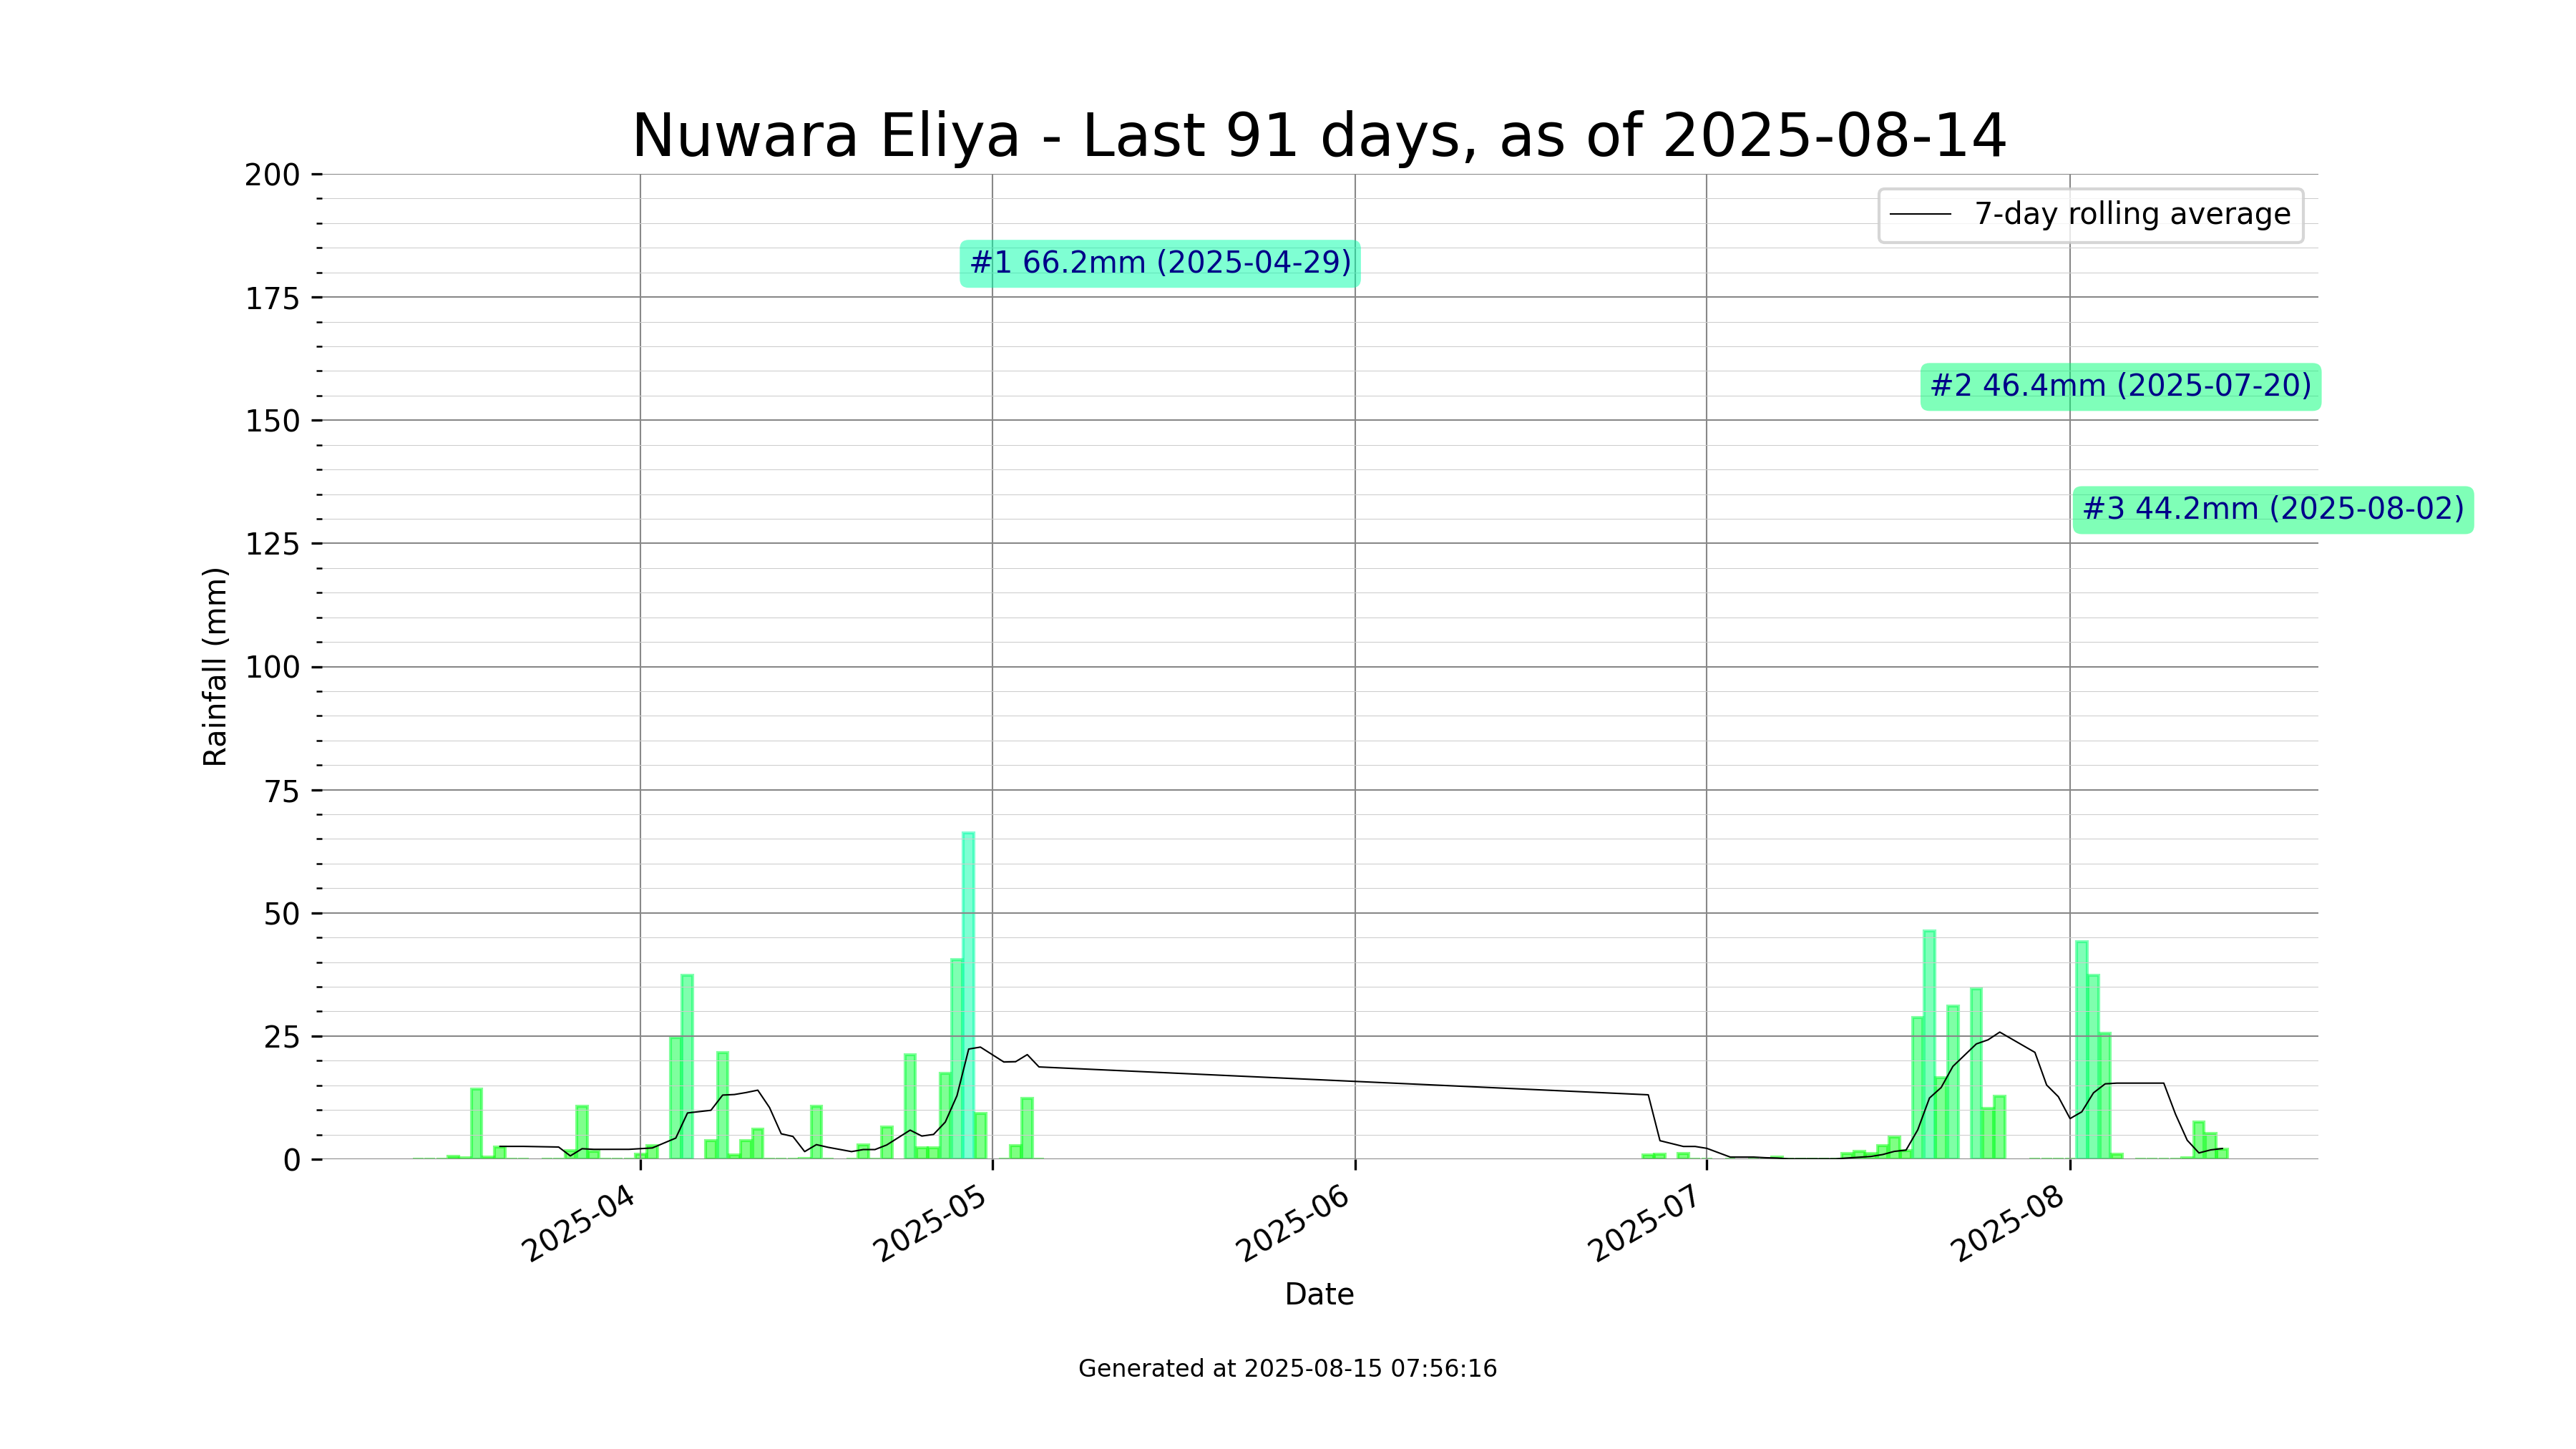 Nuwara Eliya - Last 91 days, as of 2025-08-14
200
175
150
125
100
75
50
25
0
Rainfall (mm)
7-day rolling average
#1 66.2mm (2025-04-29)
#2 46.4mm (2025-07-20)
#3 44.2mm (2025-08-02)
2025-04
2025-05
2025-06
2025-07
2025-08
Date
Generated at 2025-08-15 07:56:16